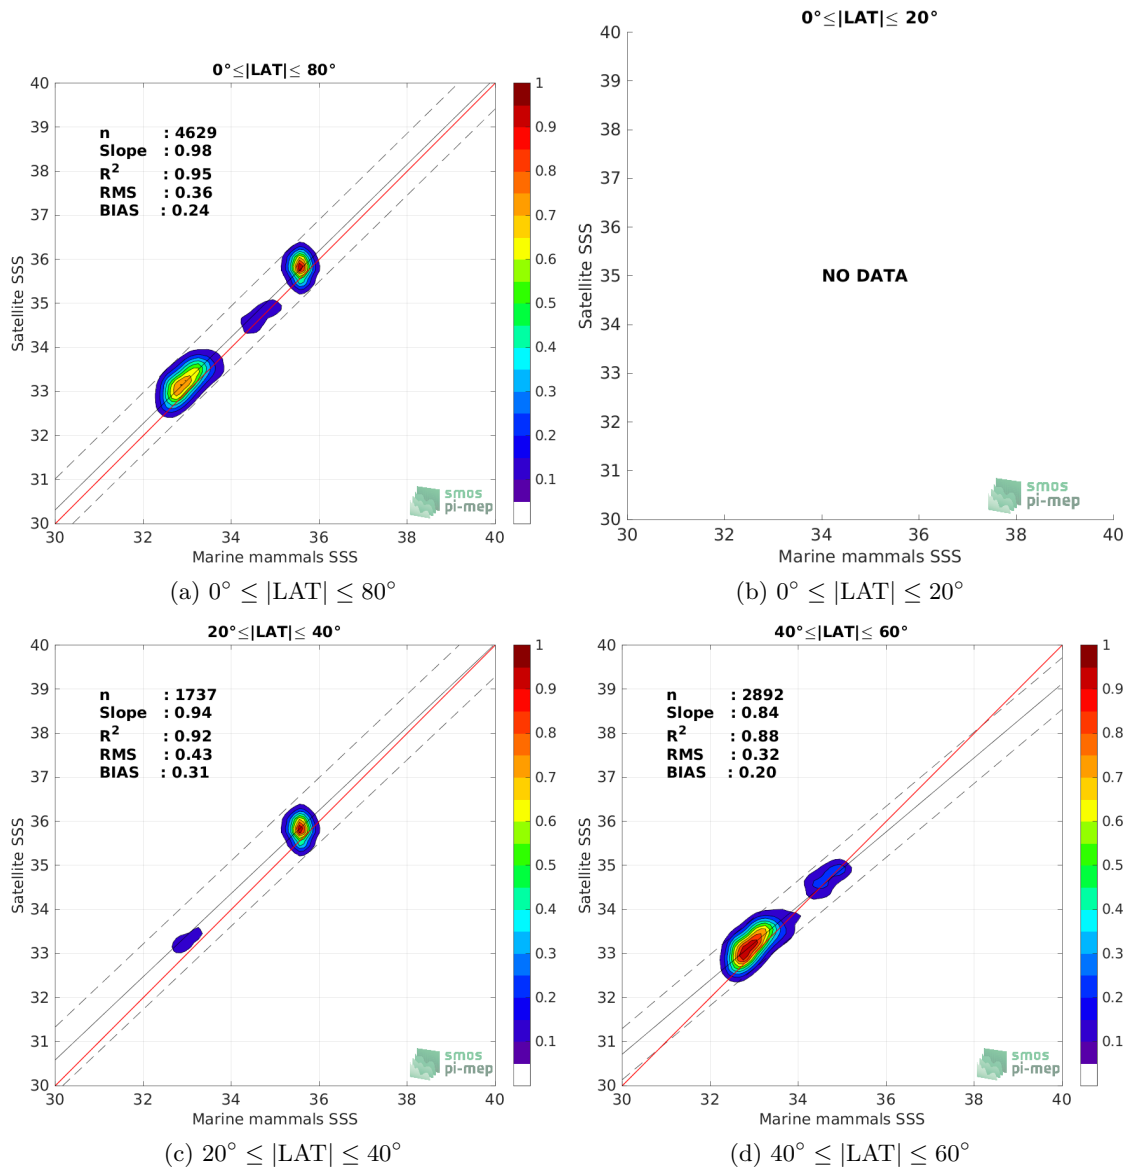 0°≤|LAT|≤ 80°
40
39
38
37
36
35
34
33
32
31
30
Satellite SSS
n : 4629
Slope : 0.98
R2 : 0.95
RMS : 0.36
BIAS : 0.24
smos
pi-mep
30 32 34 36 38 40
Marine mammals SSS
1
0.9
0.8
0.7
0.6
0.5
0.4
0.3
0.2
0.1
(a) 0° ≤ |LAT| ≤ 80°
0°≤|LAT|≤ 20°
40
39
38
37
36
35
34
33
32
31
30
Satellite SSS
NO DATA
smos
pi-mep
30 32 34 36 38 40
Marine mammals SSS
(b) 0° ≤ |LAT| ≤ 20°
20°≤|LAT|≤ 40°
40
39
38
37
36
35
34
33
32
31
30
Satellite SSS
n : 1737
Slope : 0.94
R2 : 0.92
RMS : 0.43
BIAS : 0.31
smos
pi-mep
30 32 34 36 38 40
Marine mammals SSS
1
0.9
0.8
0.7
0.6
0.5
0.4
0.3
0.2
0.1
(c) 20° ≤ |LAT| ≤ 40°
40°≤|LAT|≤ 60°
40
39
38
37
36
35
34
33
32
31
30
Satellite SSS
n : 2892
Slope : 0.84
R2 : 0.88
RMS : 0.32
BIAS : 0.20
smos
pi-mep
30 32 34 36 38 40
Marine mammals SSS
1
0.9
0.8
0.7
0.6
0.5
0.4
0.3
0.2
0.1
(d) 40° ≤ |LAT| ≤ 60°